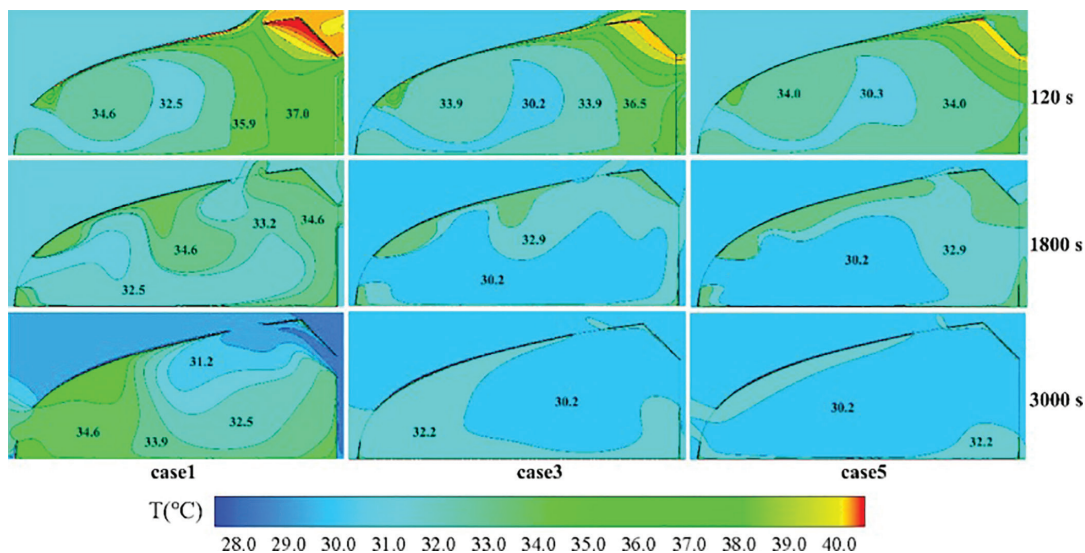 34.6 32.5 35.9 37.0 33.9 30.2 33.9 36.5 34.0 30.3 34.0 120 s
32.5 34.6 33.2 34.6 30.2 32.9 30.2 32.9 1800 s
34.6 33.9 31.2 32.5 32.2 30.2 30.2 32.2 3000 s
case1 case3 case5
T(°C)
28.0 29.0 30.0 31.0 32.0 33.0 34.0 35.0 36.0 37.0 38.0 39.0 40.0